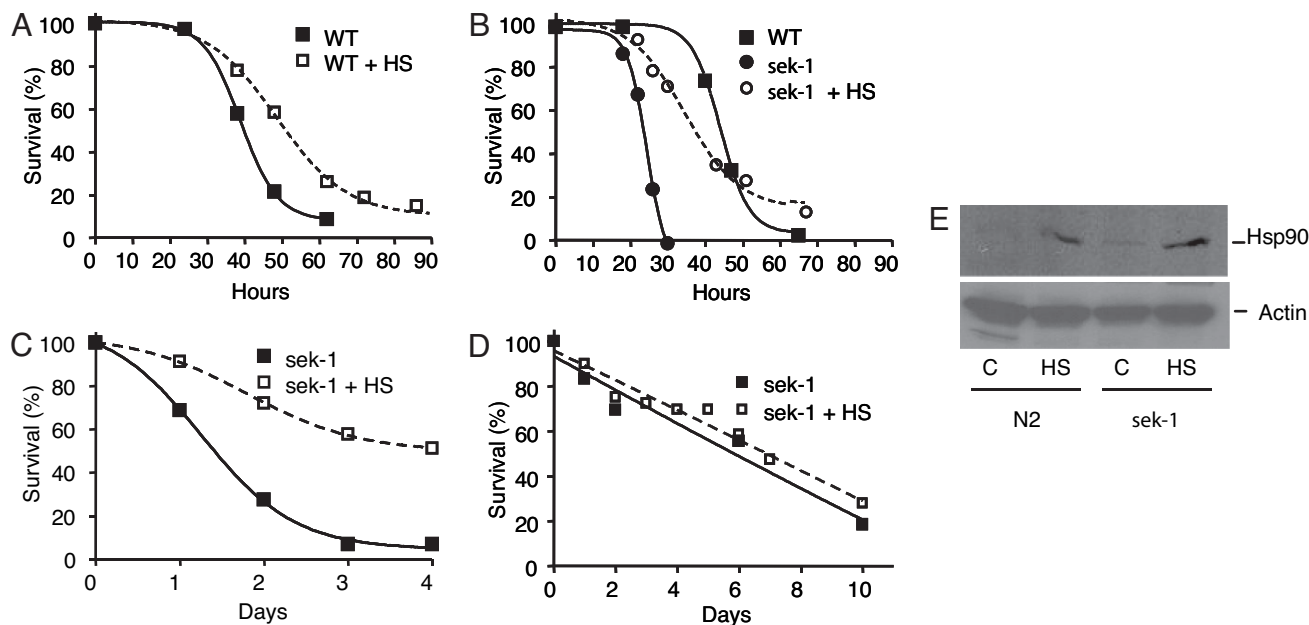 A
Survival (%)
100
80
60
40
20
0
WT
WT + HS
0 10 20 30 40 50 60 70 80 90
Hours
B
Survival (%)
100
80
60
40
20
0
WT
sek-1
sek-1 + HS
0 10 20 30 40 50 60 70 80 90
Hours
C
Survival (%)
100
80
60
40
20
0
sek-1
sek-1 + HS
0 1 2 3 4
Days
D
Survival (%)
100
80
60
40
20
0
sek-1
sek-1 + HS
0 2 4 6 8 10
Days
E
Hsp90
Actin
C HS C HS
N2 sek-1